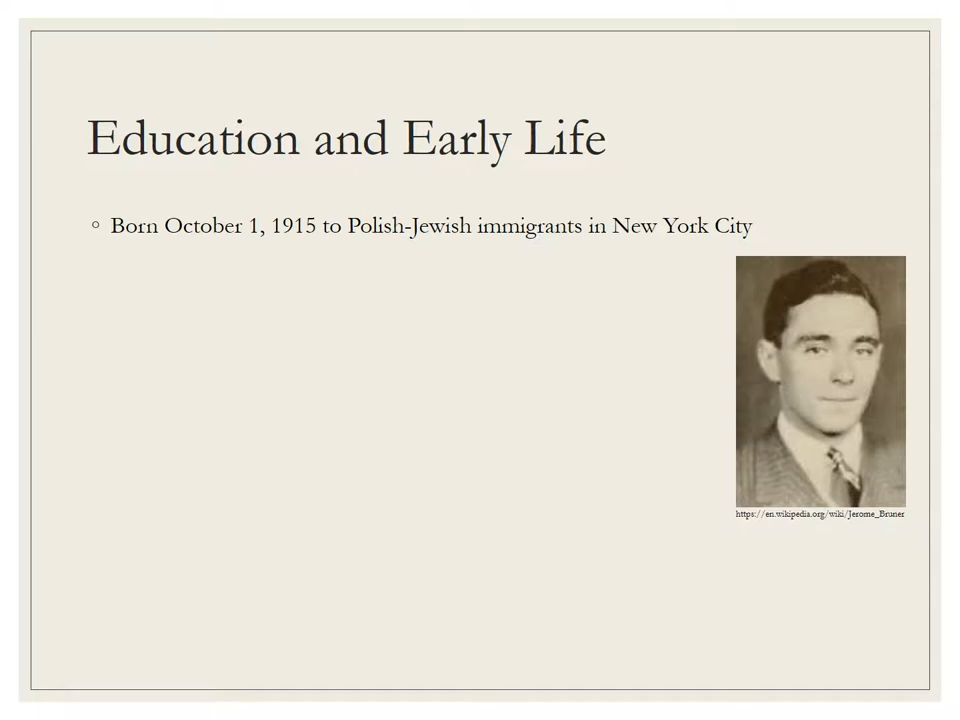 Education and Early Life
Born October 1, 1915 to Polish-Jewish immigrants in New York City
https://en.wikipedia.org/wiki/Jerome_Bruner